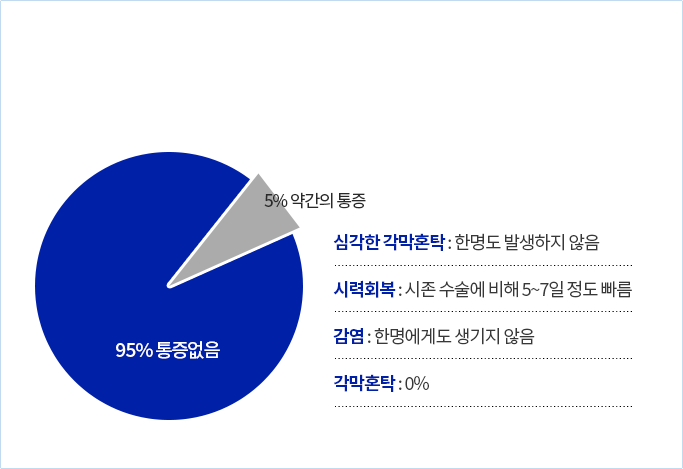 5% 약간의 통증
심각한 각막혼탁 : 한명도 발생하지 않음
시력회복 : 시존 수술에 비해 5~7일 정도 빠름
감염 : 한명에게도 생기지 않음
95% 통증없음
각막혼탁 : 0%